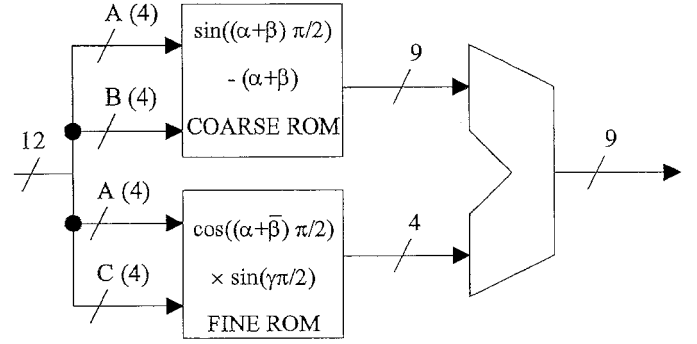 A (4)
sin((α+β) π/2)
- (α+β)
COARSE ROM
B (4)
9
12
9
A (4)
cos((α+β̅) π/2)
× sin(γπ/2)
FINE ROM
C (4)
4